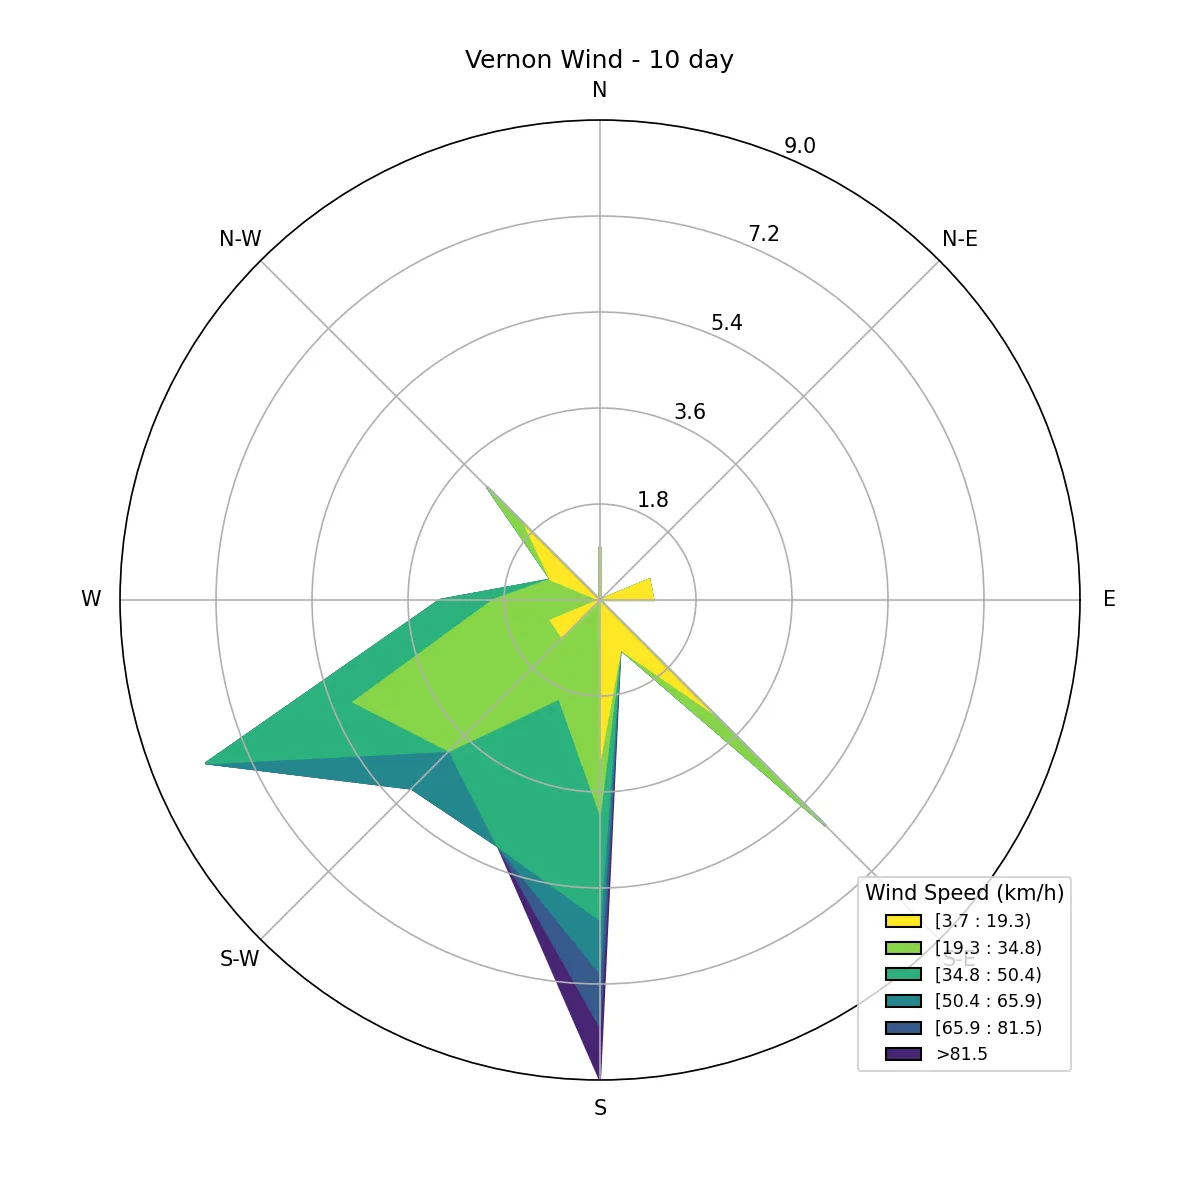 Vernon Wind - 10 day
N
9.0
N-W
N-E
7.2
5.4
3.6
1.8
W
E
Wind Speed (km/h)
[3.7 : 19.3)
[19.3 : 34.8)
S-W
S-E
[34.8 : 50.4)
[50.4 : 65.9)
[65.9 : 81.5)
>81.5
S